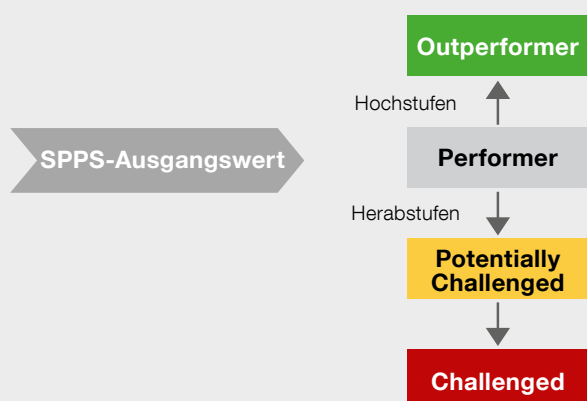 Outperformer
Hochstufen
SPPS-Ausgangswert
Performer
Herabstufen
Potentially
Challenged
Challenged